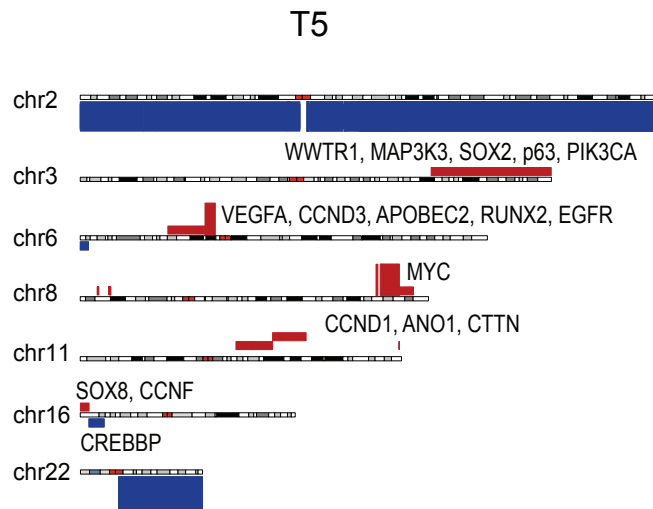 T5
chr2
WWTR1, MAP3K3, SOX2, p63, PIK3CA
chr3
VEGFA, CCND3, APOBEC2, RUNX2, EGFR
chr6
MYC
chr8
CCND1, ANO1, CTTN
chr11
SOX8, CCNF
chr16
CREBBP
chr22